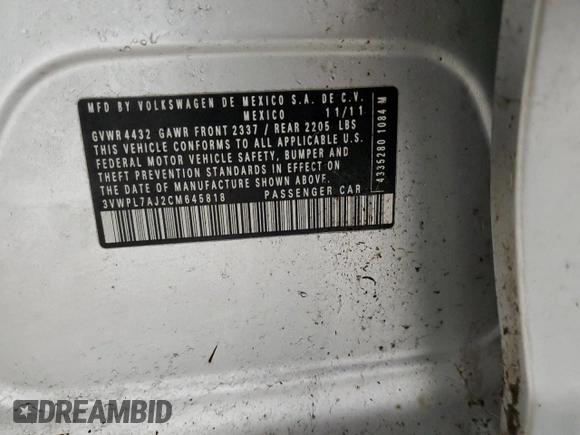 MFD BY VOLKSWAGEN DE MEXICO S.A. DE C.V.
MEXICO 11/11
GVWR 4432 GAWR FRONT 2337 / REAR 2205 LBS
THIS VEHICLE CONFORMS TO ALL APPLICABLE U.S.
FEDERAL MOTOR VEHICLE SAFETY, BUMPER AND
THEFT PREVENTION STANDARDS IN EFFECT ON
THE DATE OF MANUFACTURE SHOWN ABOVE.
3VWPL7AJ2CM645818 PASSENGER CAR
4335280 1084 M
DREAMBID